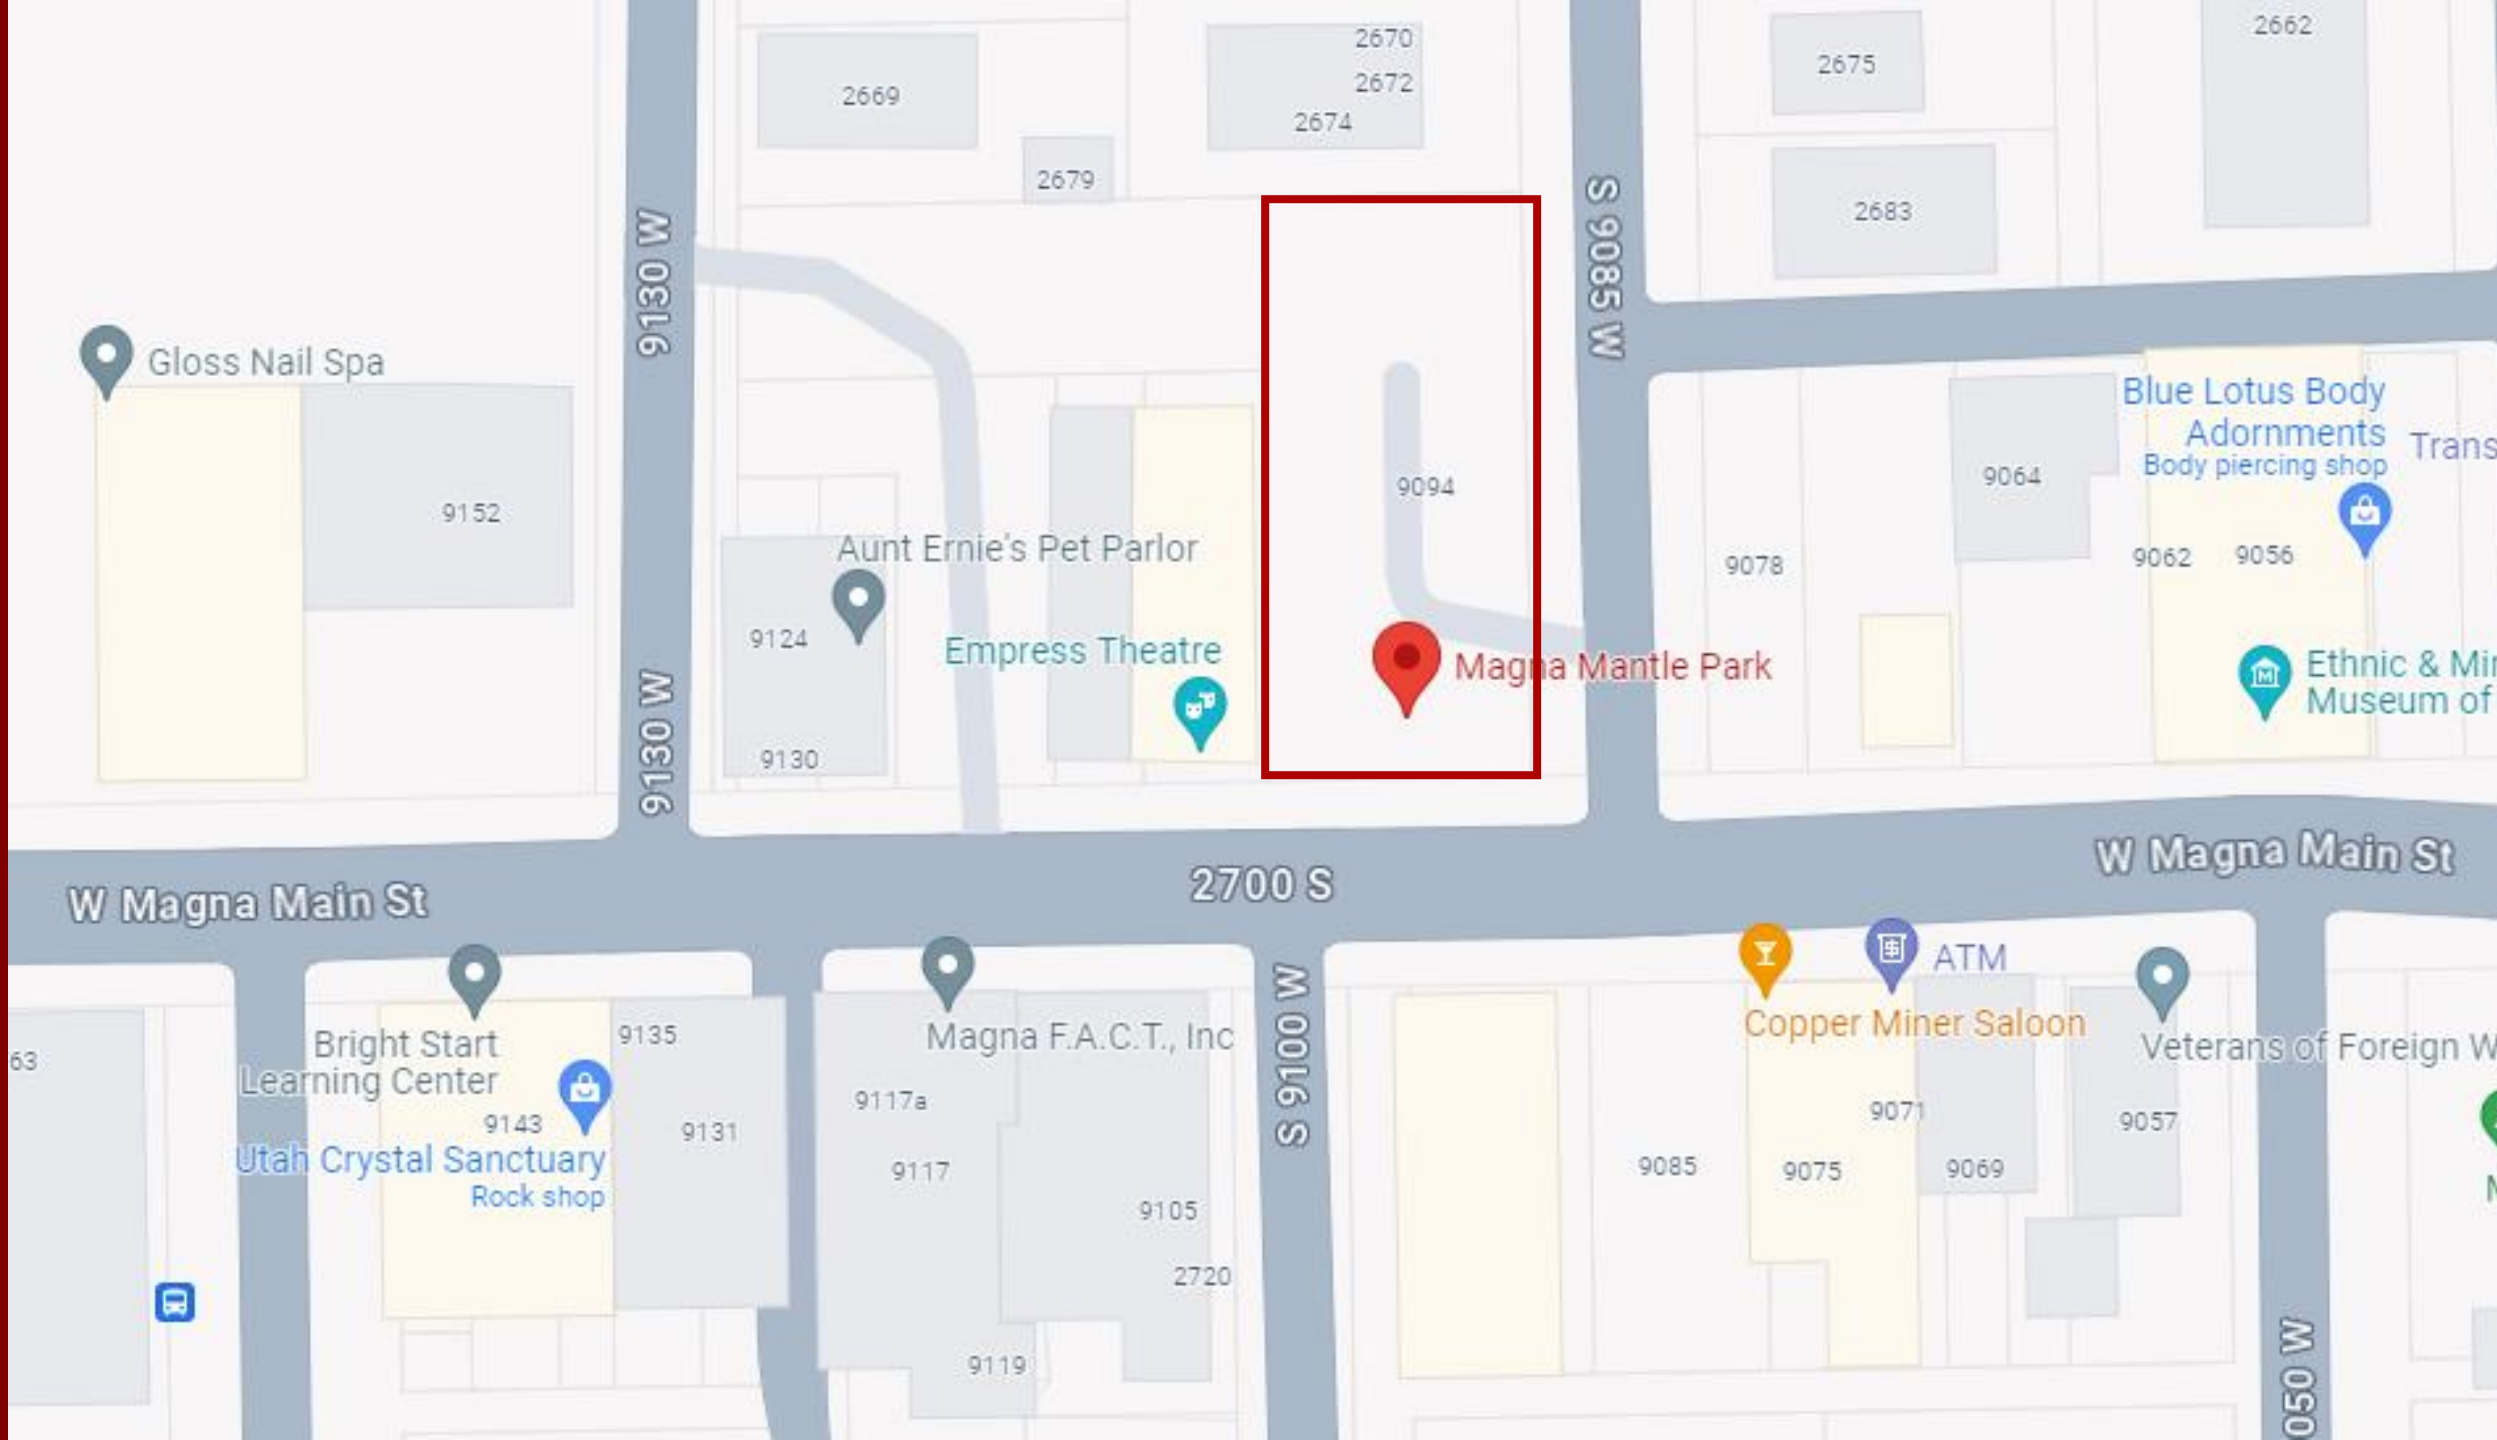 2670
2662
2675
2669
2672
2674
2679
2683
9130 W
S 9085 W
Gloss Nail Spa
Blue Lotus Body
Adornments
Body piercing shop
Trans
9094
9064
9152
Aunt Ernie's Pet Parlor
9078
9062
9056
9124
Empress Theatre
Magna Mantle Park
Ethnic & Min
Museum of
9130 W
9130
W Magna Main St
2700 S
W Magna Main St
ATM
Copper Miner Saloon
Bright Start
Learning Center
9135
Magna F.A.C.T., Inc
S 9100 W
Veterans of Foreign W
63
9117a
9143
9131
9071
9057
Utah Crystal Sanctuary
Rock shop
9117
9085
9075
9069
M
9105
2720
9119
050 W